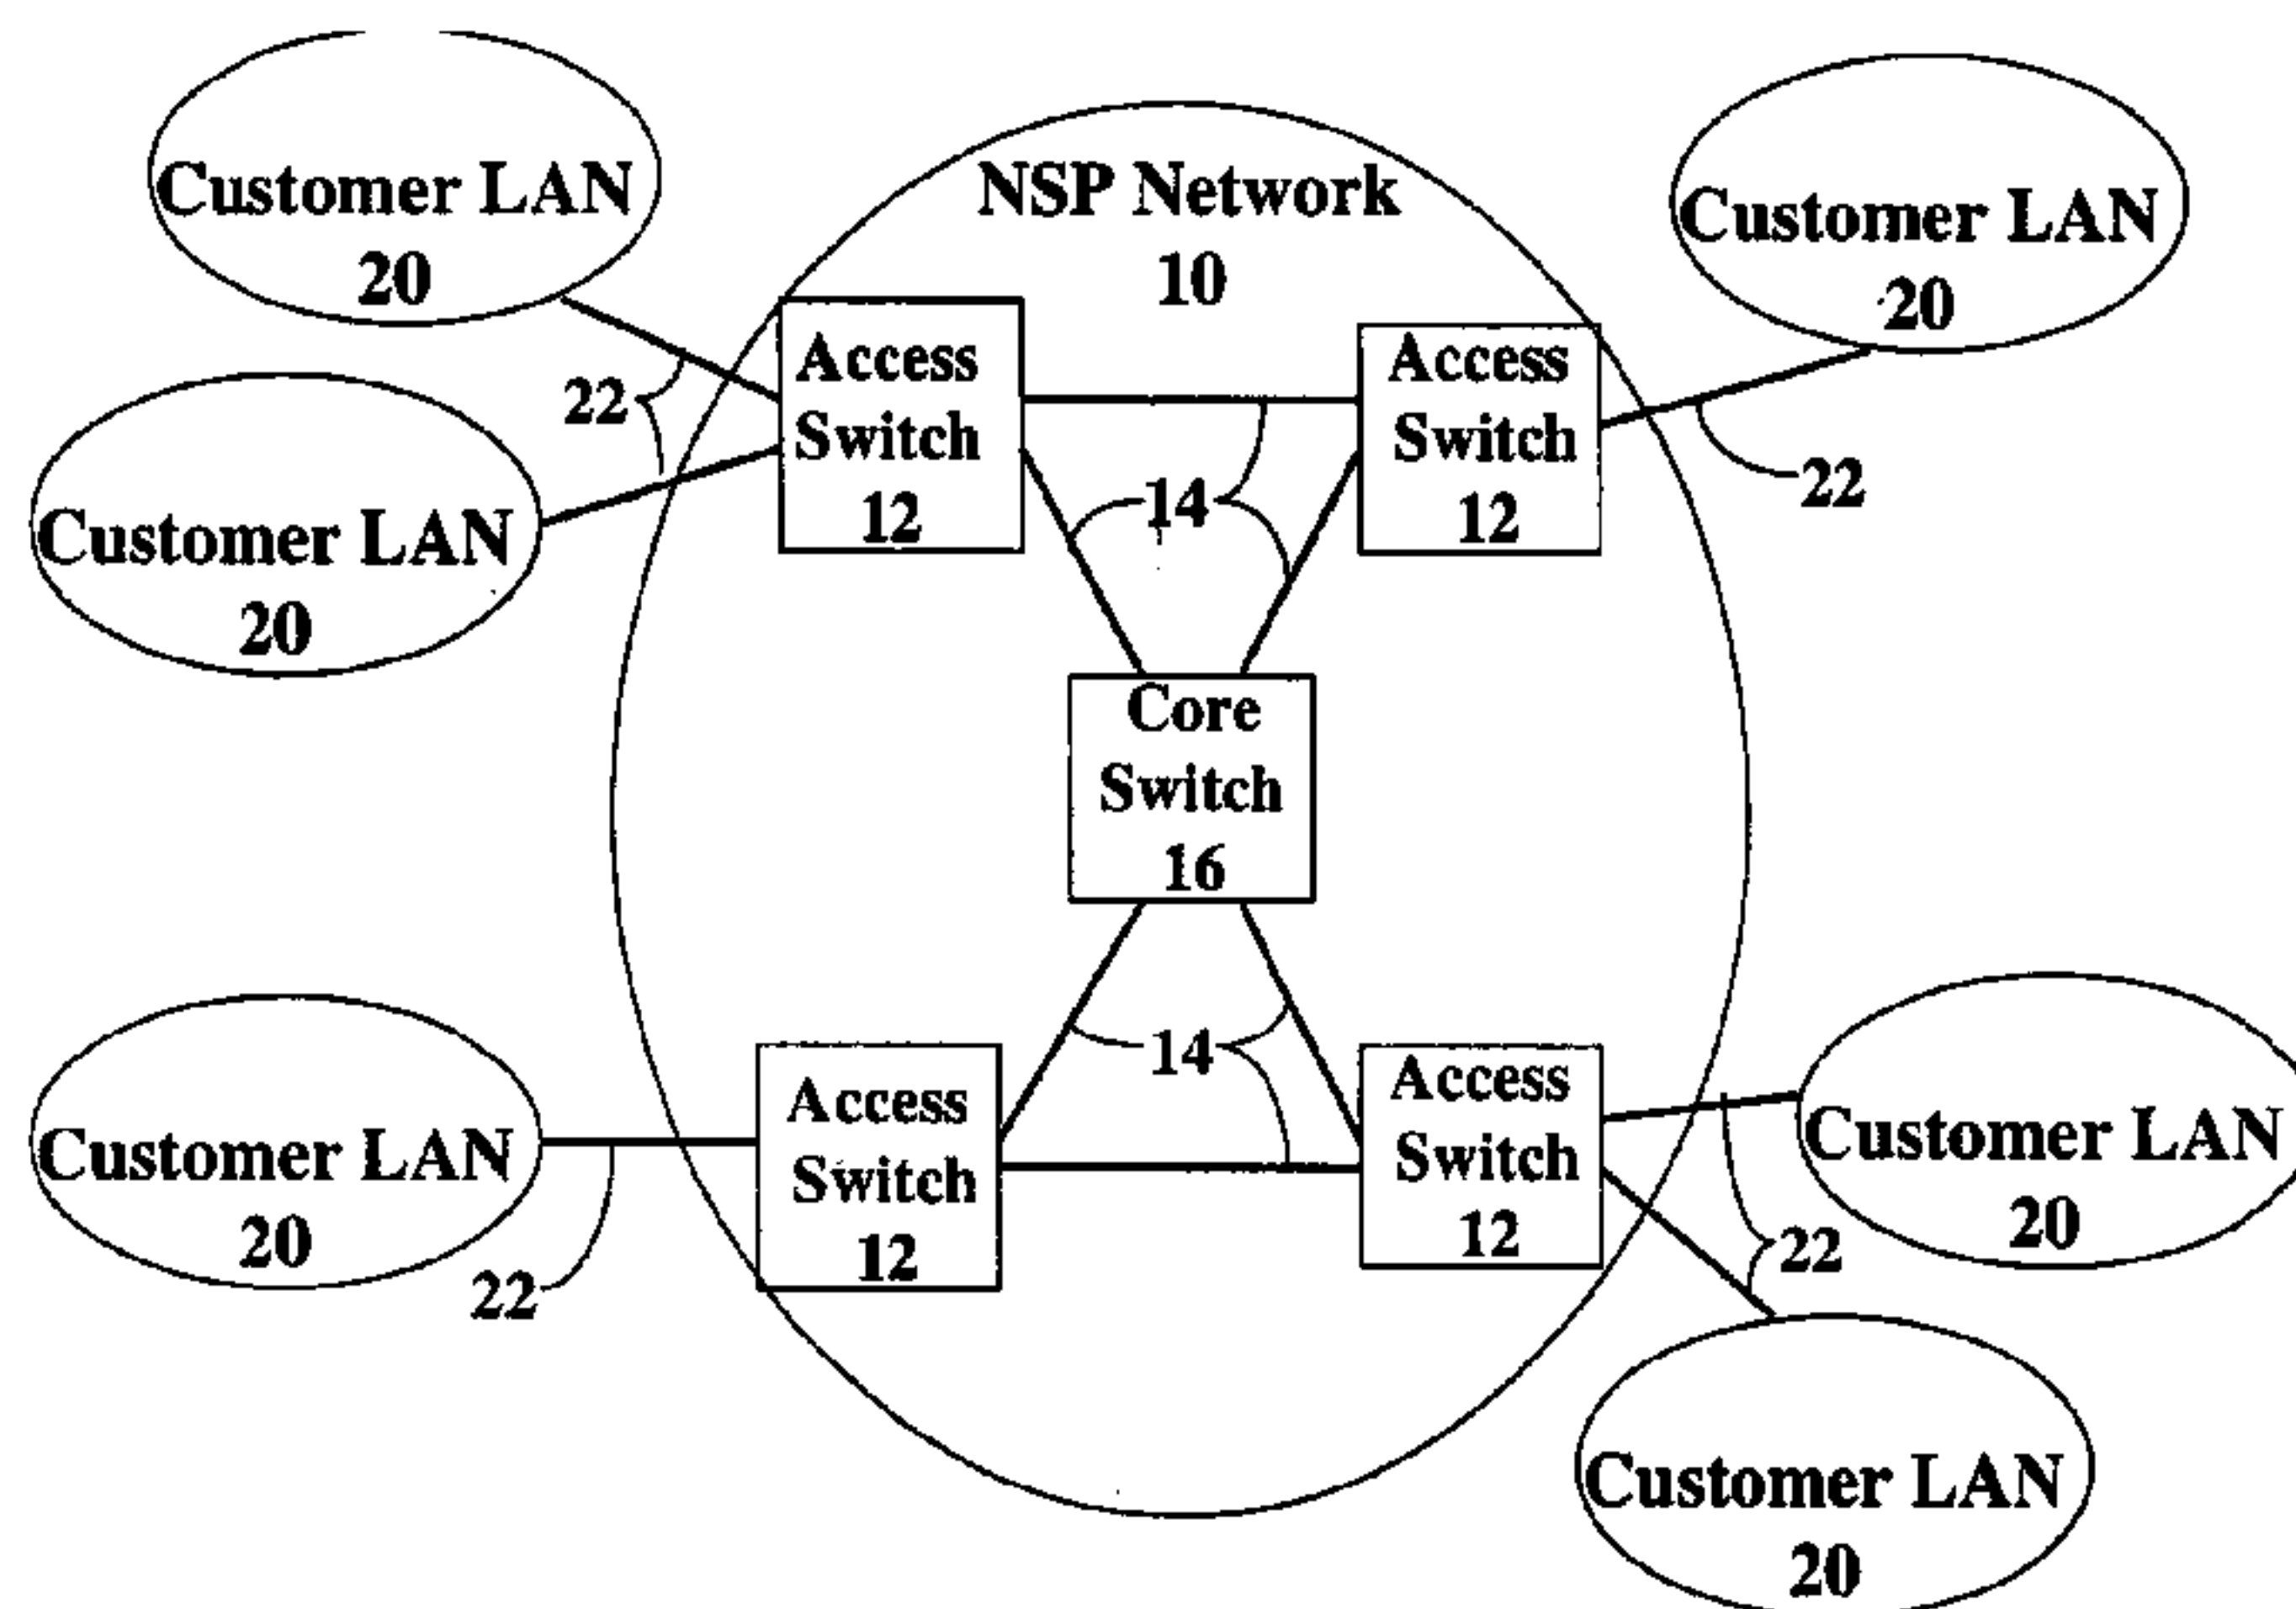 Customer LAN
20
NSP Network
10
Customer LAN
20
Access
Switch
12
Access
Switch
12
22
22
14
Customer LAN
20
Core
Switch
16
Customer LAN
20
22
Access
Switch
12
14
Access
Switch
12
Customer LAN
20
22
Customer LAN
20